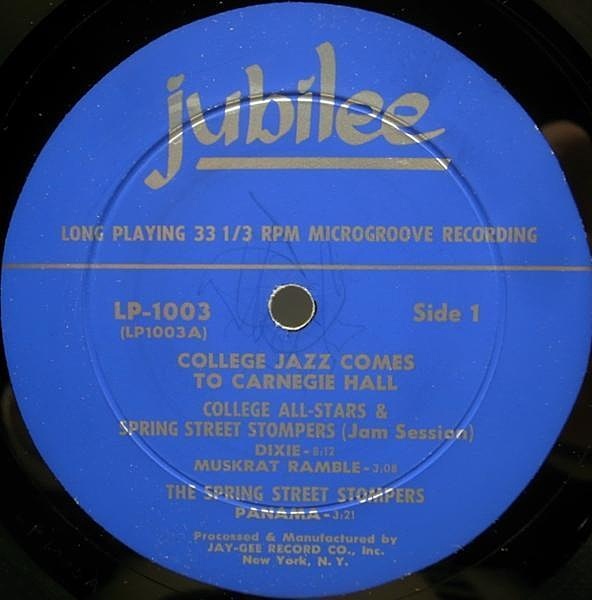 jubilee
LONG PLAYING 33 1/3 RPM MICROGROOVE RECORDING
LP-1003 Side 1
(LP1003A)
COLLEGE JAZZ COMES
TO CARNEGIE HALL
COLLEGE ALL-STARS &
SPRING STREET STOMPERS (Jam Session)
DIXIE-8:12
MUSKRAT RAMBLE-3:08
THE SPRING STREET STOMPERS
PANAMA-3:21
Processed & Manufactured by
JAY-GEE RECORD CO., Inc.
New York, N. Y.